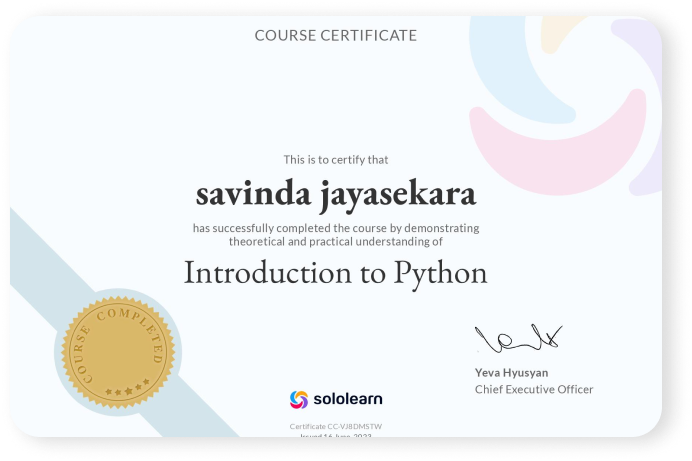 COURSE CERTIFICATE
This is to certify that
savinda jayasekara
has successfully completed the course by demonstrating
theoretical and practical understanding of
Introduction to Python
COURSE COMPLETED
Yeva Hyusyan
Chief Executive Officer
sololearn
Certificate CC-VJ8DMSTW
Issued 16 June, 2023